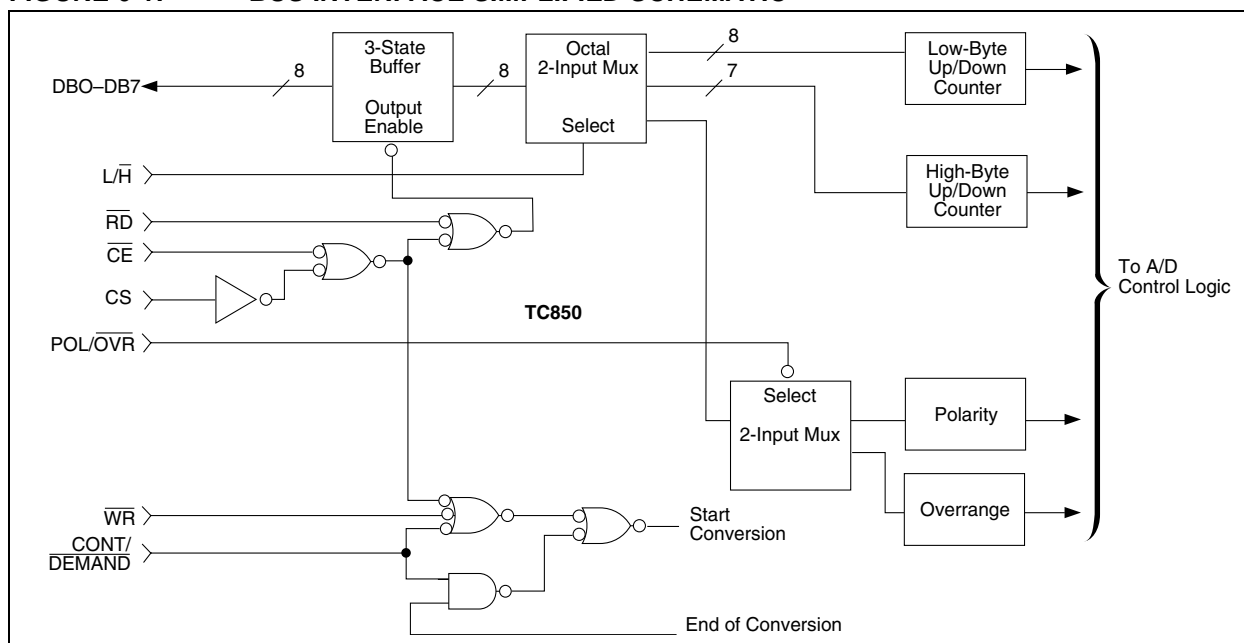 FIGURE BUS INTERFACE SIMPLIFIED SCHEMATIC
3-State
Buffer
Output
Enable
Octal
2-Input Mux
Select
8
8
8
7
Low-Byte
Up/Down
Counter
High-Byte
Up/Down
Counter
DBO–DB7
L/H
RD
CE
CS
POL/OVR
TC850
To A/D
Control Logic
Select
2-Input Mux
Polarity
Overrange
WR
CONT/
DEMAND
Start
Conversion
End of Conversion